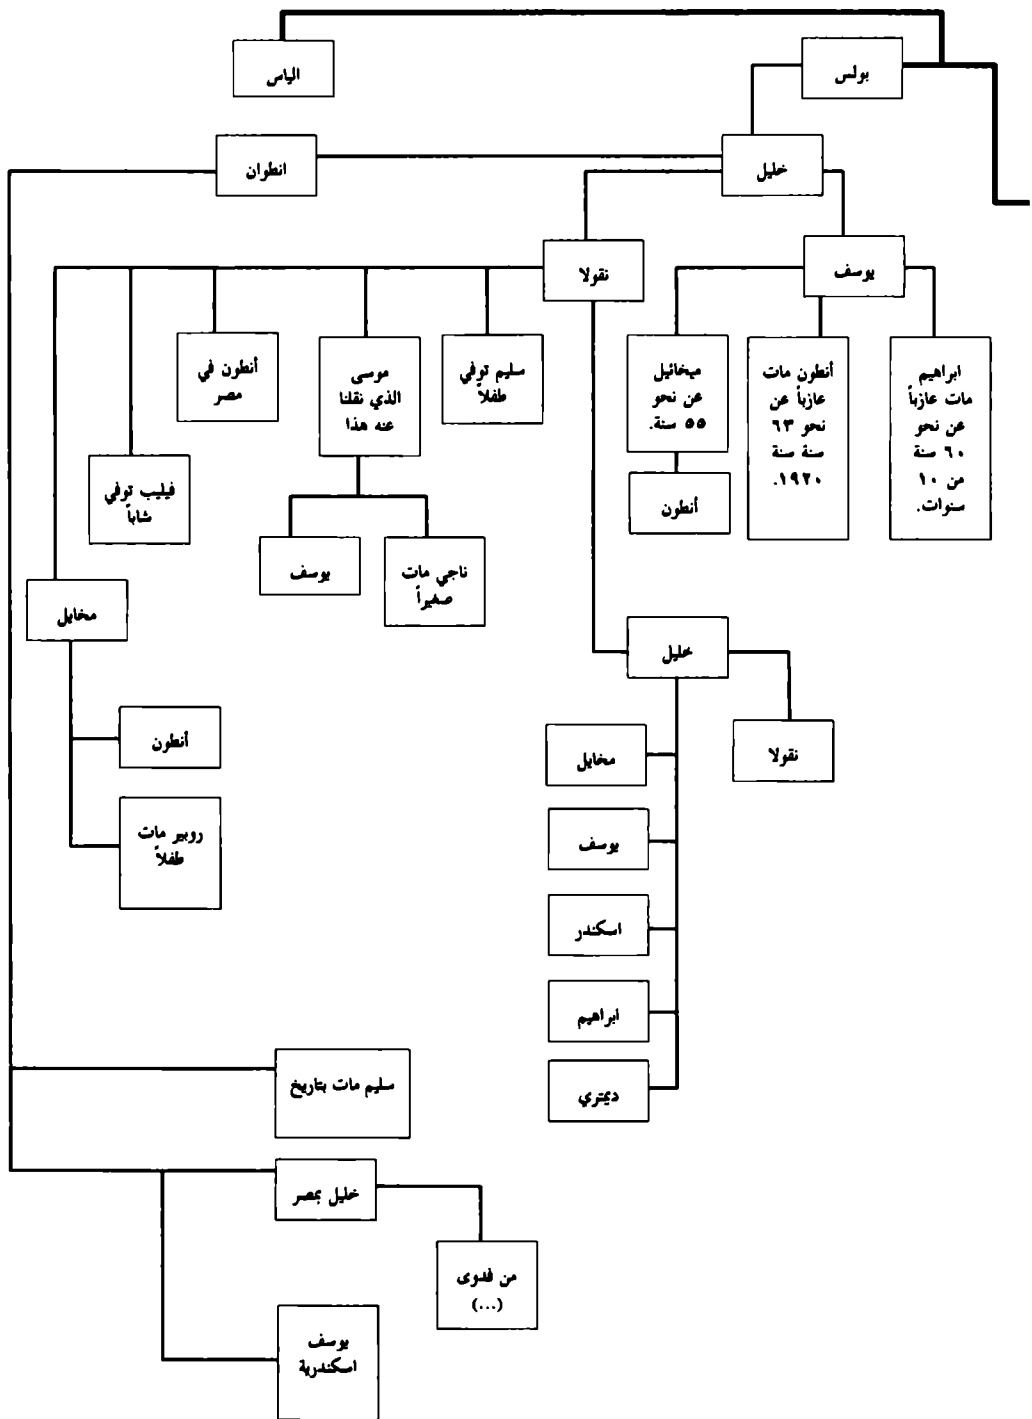 الياس
بولس
انطوان
خليل
نقولا
يوسف
ابراهيم
مات عازباً
عن نحو
٦٠ سنة
من ١٠
سنوات.
أنطون مات
عازباً عن
نحو ٦٣
سنة سنة
١٩٢٠.
ميخائيل
عن نحو
٥٥ سنة.
أنطون
سليم توفي
طفلاً
موسى
الذي نقلنا
عنه هذا
أنطون في
مصر
فيليب توفي
شاباً
يوسف
ناجي مات
صغيراً
مخايل
أنطون
روبير مات
طفلاً
خليل
نقولا
مخايل
يوسف
اسكندر
ابراهيم
ديمتري
سليم مات بتاريخ
خليل بمصر
من فدوى
(...)
يوسف
اسكندرية